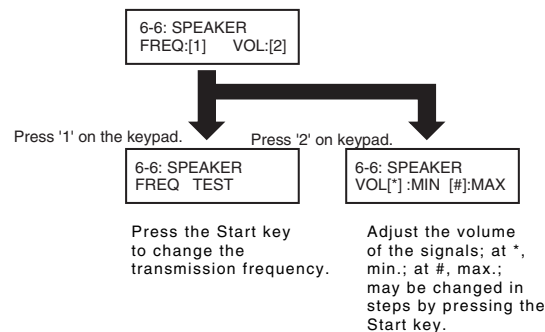 6-6: SPEAKER
FREQ:[1] VOL:[2]
Press '1' on the keypad.
Press '2' on keypad.
6-6: SPEAKER
FREQ TEST
6-6: SPEAKER
VOL[*] :MIN [#]:MAX
Press the Start key
to change the
transmission frequency.
Adjust the volume
of the signals; at *,
min.; at #, max.;
may be changed in
steps by pressing the
Start key.